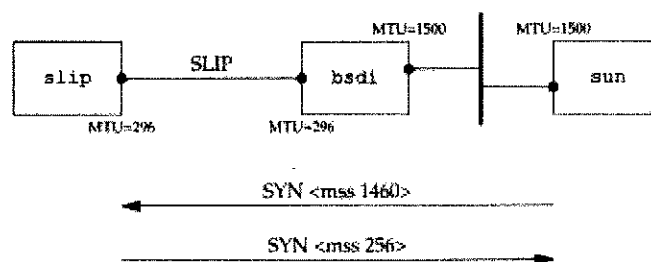 MTU=1500 MTU=1500
slip SLIP bsdi sun
MTU=296 MTU=296
SYN <mss 1460>
SYN <mss 256>